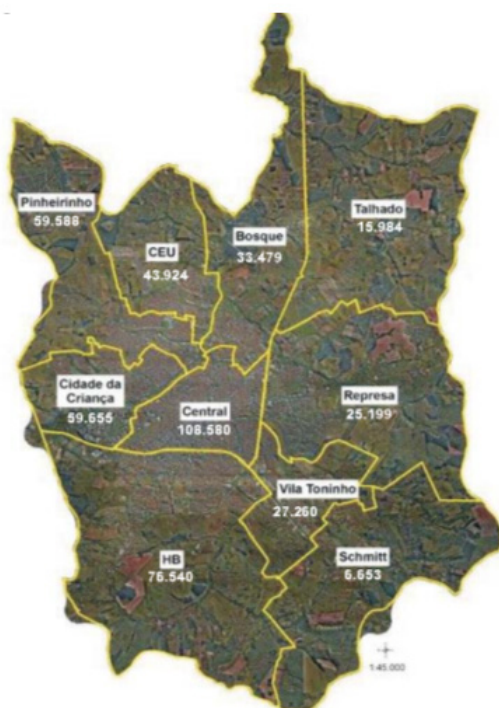 Pinheirinho
59.588
CEU
43.924
Bosque
33.479
Talhado
15.984
Cidade da
Criança
59.655
Central
108.580
Represa
25.199
Vila Toninho
27.260
HB
76.540
Schmitt
6.653
1:45.000